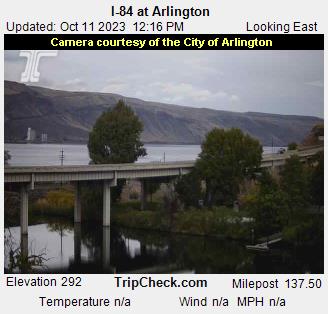 I-84 at Arlington
Updated: Oct 11 2023 12:16 PM Looking East
Camera courtesy of the City of Arlington
Elevation 292 TripCheck.com Milepost 137.50
Temperature n/a Wind n/a MPH n/a